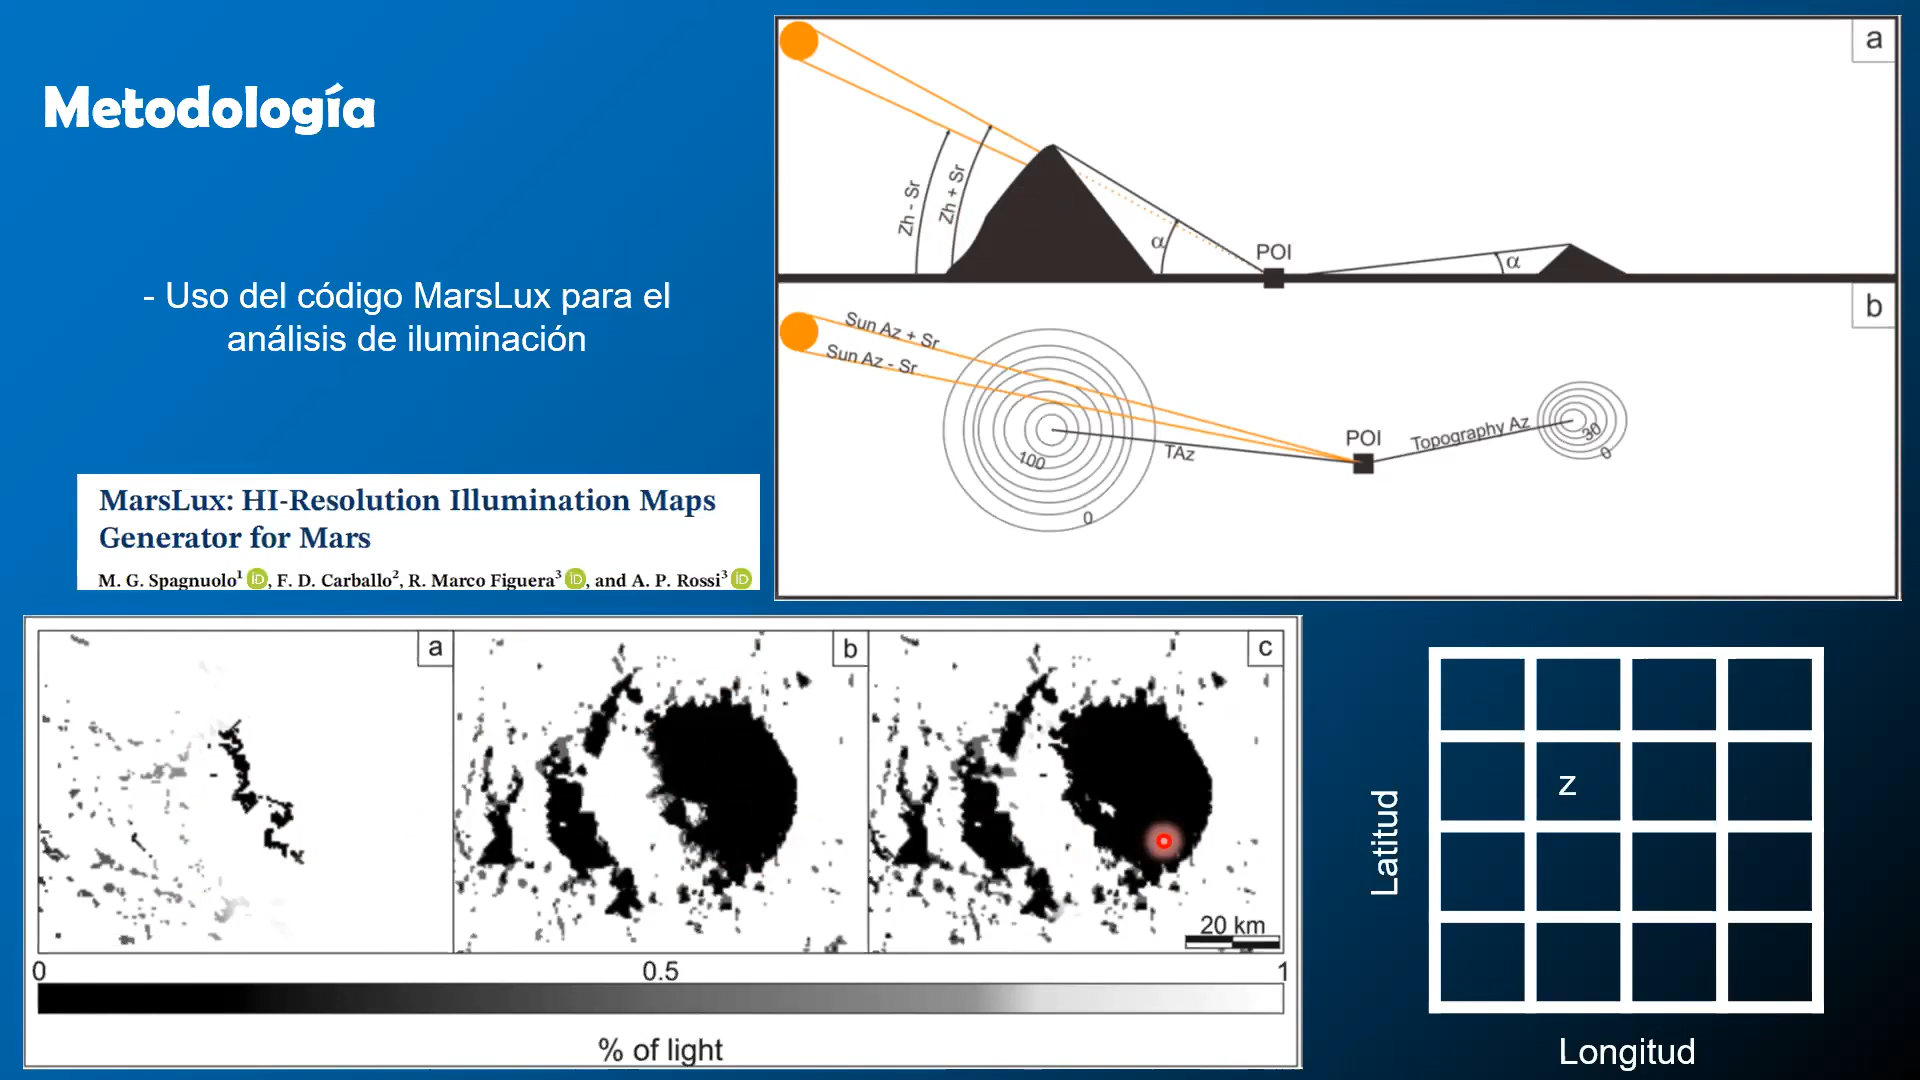 Metodología
- Uso del código MarsLux para el
análisis de iluminación
MarsLux: HI-Resolution Illumination Maps
Generator for Mars
M. G. Spagnuolo¹ iD, F. D. Carballo², R. Marco Figuera³ iD, and A. P. Rossi³ iD
a
Zh - Sr
Zh + Sr
α
POI
α
b
Sun Az + Sr
Sun Az - Sr
100
0
TAz
POI
Topography Az
30
0
a
b
c
20 km
0
0.5
1
% of light
Latitud
z
Longitud